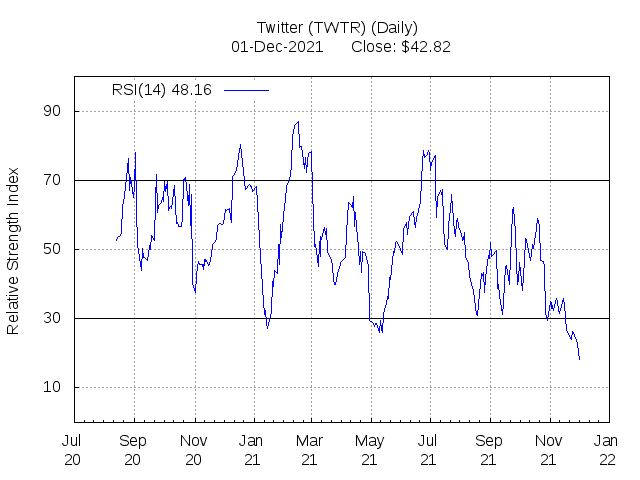 Twitter (TWTR) (Daily)
01-Dec-2021 Close: $42.82
RSI(14) 48.16
Relative Strength Index
90
70
50
30
10
Jul Sep Nov Jan Mar May Jul Sep Nov Jan
20 20 20 21 21 21 21 21 21 22